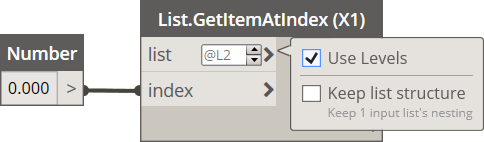 List.GetItemAtIndex (X1)
Number
0.000 >
list @L2
index
Use Levels
Keep list structure
Keep 1 input list's nesting